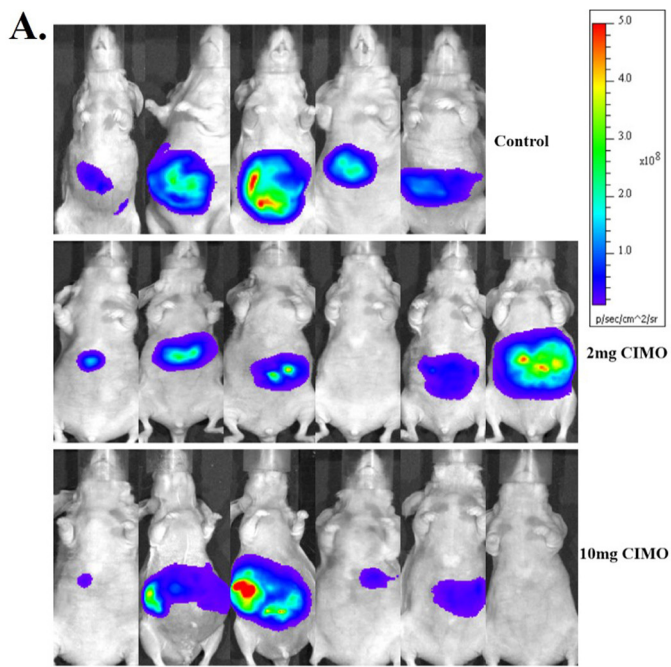 A.
5.0
4.0
3.0
x10⁸
2.0
1.0
p/sec/cm^2/sr
Control
2mg CIMO
10mg CIMO